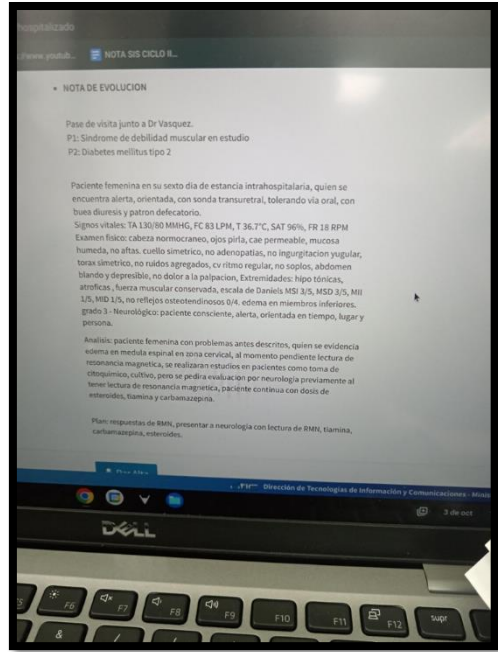 hospitalizado
NOTA SIS CICLO II...
• NOTA DE EVOLUCION
Pase de visita junto a Dr Vasquez.
P1: Sindrome de debilidad muscular en estudio
P2: Diabetes mellitus tipo 2
Paciente femenina en su sexto dia de estancia intrahospitalaria, quien se
encuentra alerta, orientada, con sonda transuretral, tolerando via oral, con
buea diuresis y patron defecatorio.
Signos vitales: TA 130/80 MMHG, FC 83 LPM, T 36.7°C, SAT 96%, FR 18 RPM
Examen fisico: cabeza normocraneo, ojos pirla, cae permeable, mucosa
humeda, no aftas. cuello simetrico, no adenopatias, no ingurgitacion yugular,
torax simetrico, no ruidos agregados, cv ritmo regular, no soplos, abdomen
blando y depresible, no dolor a la palpacion, Extremidades: hipo tónicas,
atroficas , fuerza muscular conservada, escala de Daniels MSI 3/5, MSD 3/5, MII
1/5, MID 1/5, no reflejos osteotendinosos 0/4. edema en miembros inferiores.
grado 3 - Neurológico: paciente consciente, alerta, orientada en tiempo, lugar y
persona.
Analisis: paciente femenina con problemas antes descritos, quien se evidencia
edema en medula espinal en zona cervical, al momento pendiente lectura de
resonancia magnetica, se realizaran estudios en pacientes como toma de
citoquimico, cultivo, pero se pedira evaluacion por neurologia previamente al
tener lectura de resonancia magnetica, paciente continua con dosis de
esteroides, tiamina y carbamazepina.
Plan: respuestas de RMN, presentar a neurologia con lectura de RMN, tiamina,
carbamazepina, esteroides.
Dirección de Tecnologías de Información y Comunicaciones - Minis
3 de oct
DELL
F6
F7
F8
F9
F10
F11
F12
supr
&
/